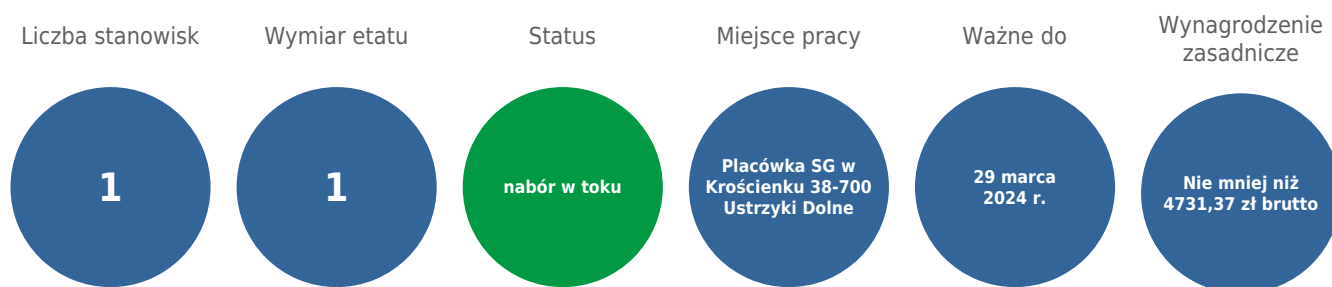 Liczba stanowisk
1
Wymiar etatu
1
Status
nabór w toku
Miejsce pracy
Placówka SG w
Krościenku 38-700
Ustrzyki Dolne
Ważne do
29 marca
2024 r.
Wynagrodzenie
zasadnicze
Nie mniej niż
4731,37 zł brutto